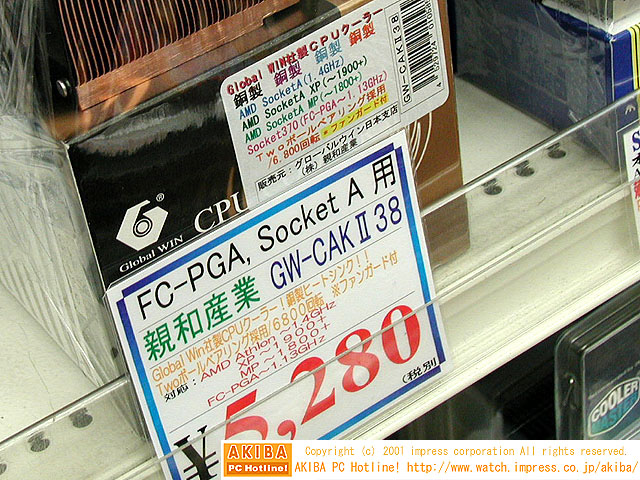 Global WIN社製CPUクーラー
銅製 銅製 銅製 銅製
AMD SocketA(1.4GHz)
AMD SocketA XP(~1900+)
AMD SocketA MP(~1800+)
Socket370(FC-PGA~1.13GHz)
Twoボールベアリング採用
/6,800回転 *ファンガード付
販売元:グローバルウィン日本支店
(株) 親和産業
GW-CAKII38
Global WIN
CPU
FC-PGA, Socket A 用
親和産業 GW-CAKⅡ38
Global Win社製CPUクーラー!銅製ヒートシンク!!
Twoボールベアリング採用/6800回転 ※ファンガード付
対応:AMD Athlon ~1.4GHz
XP ~1900+
MP ~1800+
FC-PGA~1.13GHz
¥5,280
(税別)
COOLER
MASTER
AKIBA
PC Hotline!
Copyright (c) 2001 impress corporation All rights reserved.
AKIBA PC Hotline! http://www.watch.impress.co.jp/akiba/